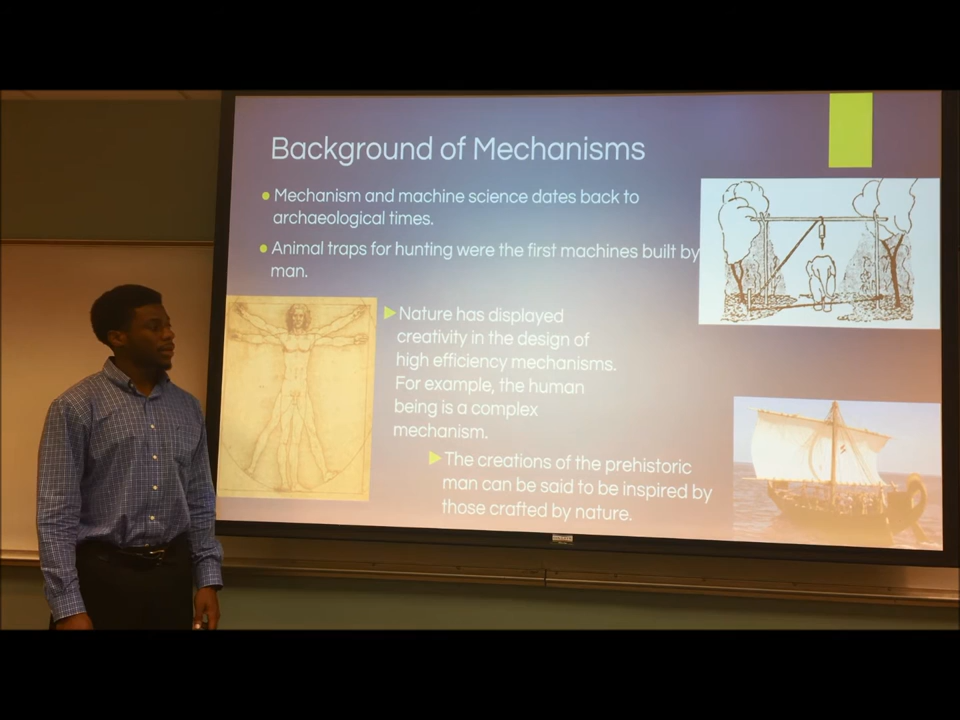 Background of Mechanisms
Mechanism and machine science dates back to
archaeological times.
Animal traps for hunting were the first machines built by
man.
Nature has displayed
creativity in the design of
high efficiency mechanisms.
For example, the human
being is a complex
mechanism.
The creations of the prehistoric
man can be said to be inspired by
those crafted by nature.